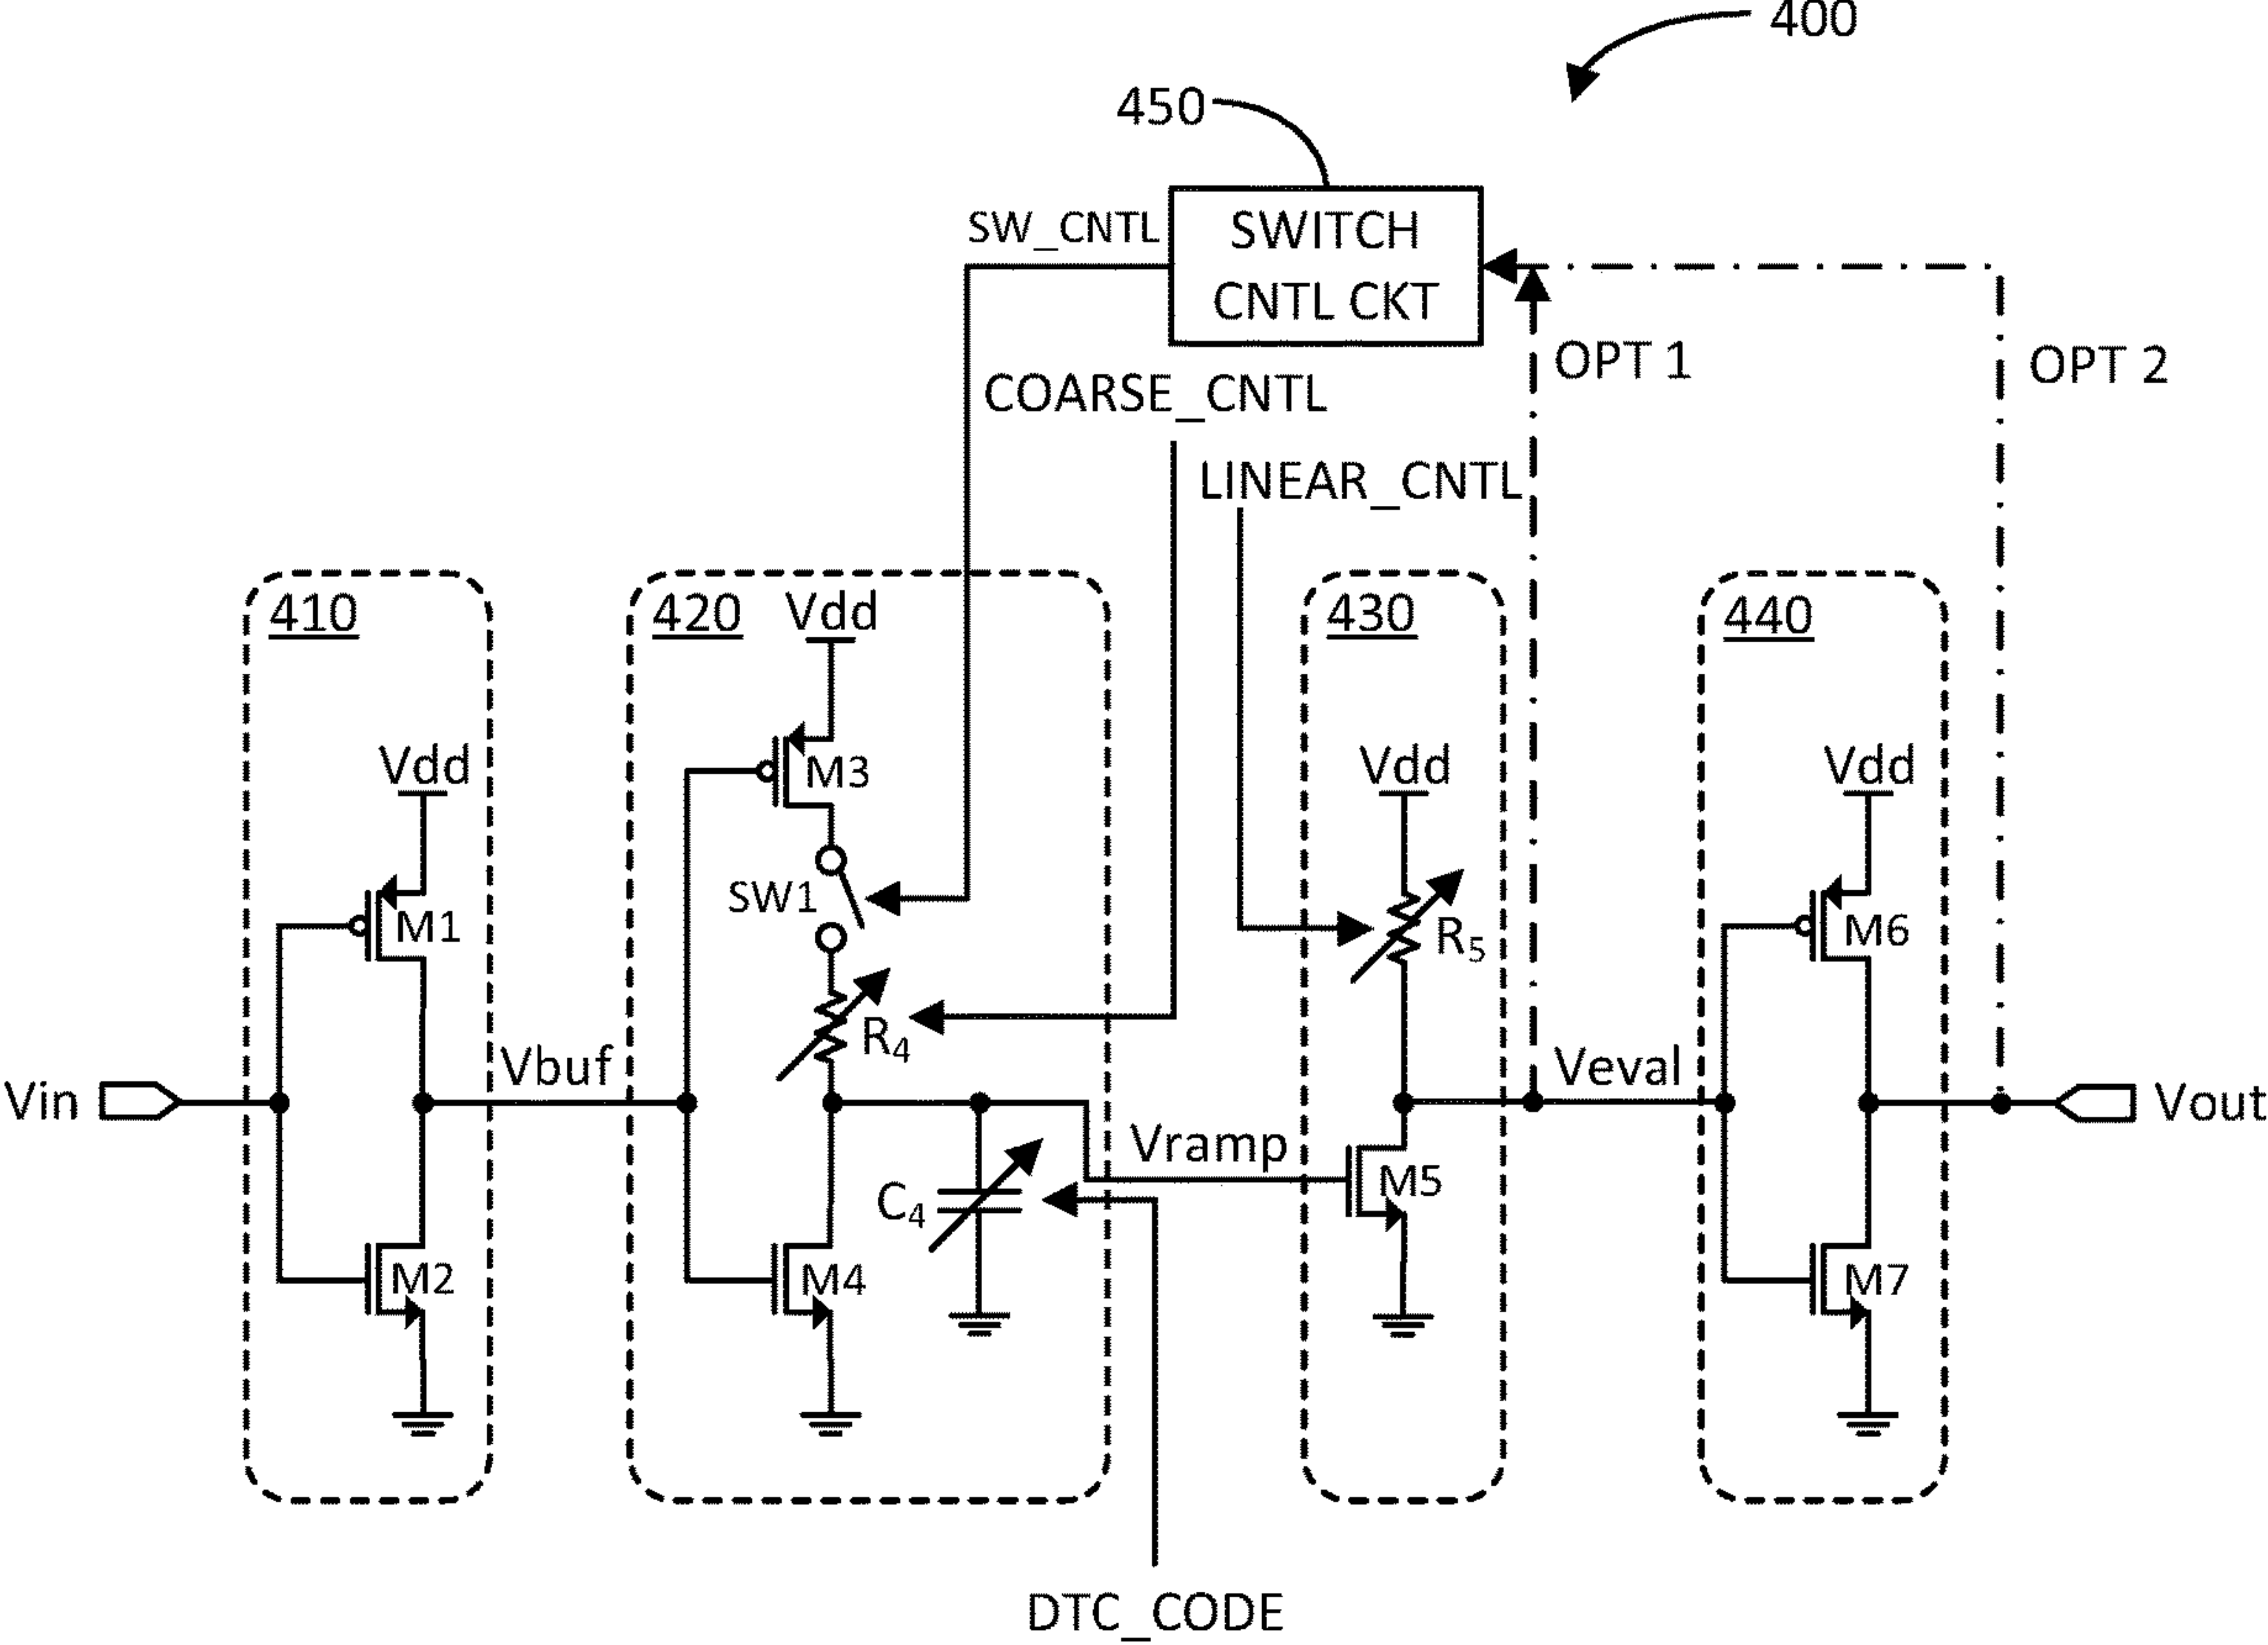 400
450
SW_CNTL
SWITCH
CNTL CKT
COARSE_CNTL
OPT 1
OPT 2
LINEAR_CNTL
410
420
Vdd
430
440
Vdd
M3
Vdd
Vdd
SW1
M1
R5
M6
R4
Vbuf
Veval
Vin
Vout
Vramp
C4
M5
M2
M4
M7
DTC_CODE